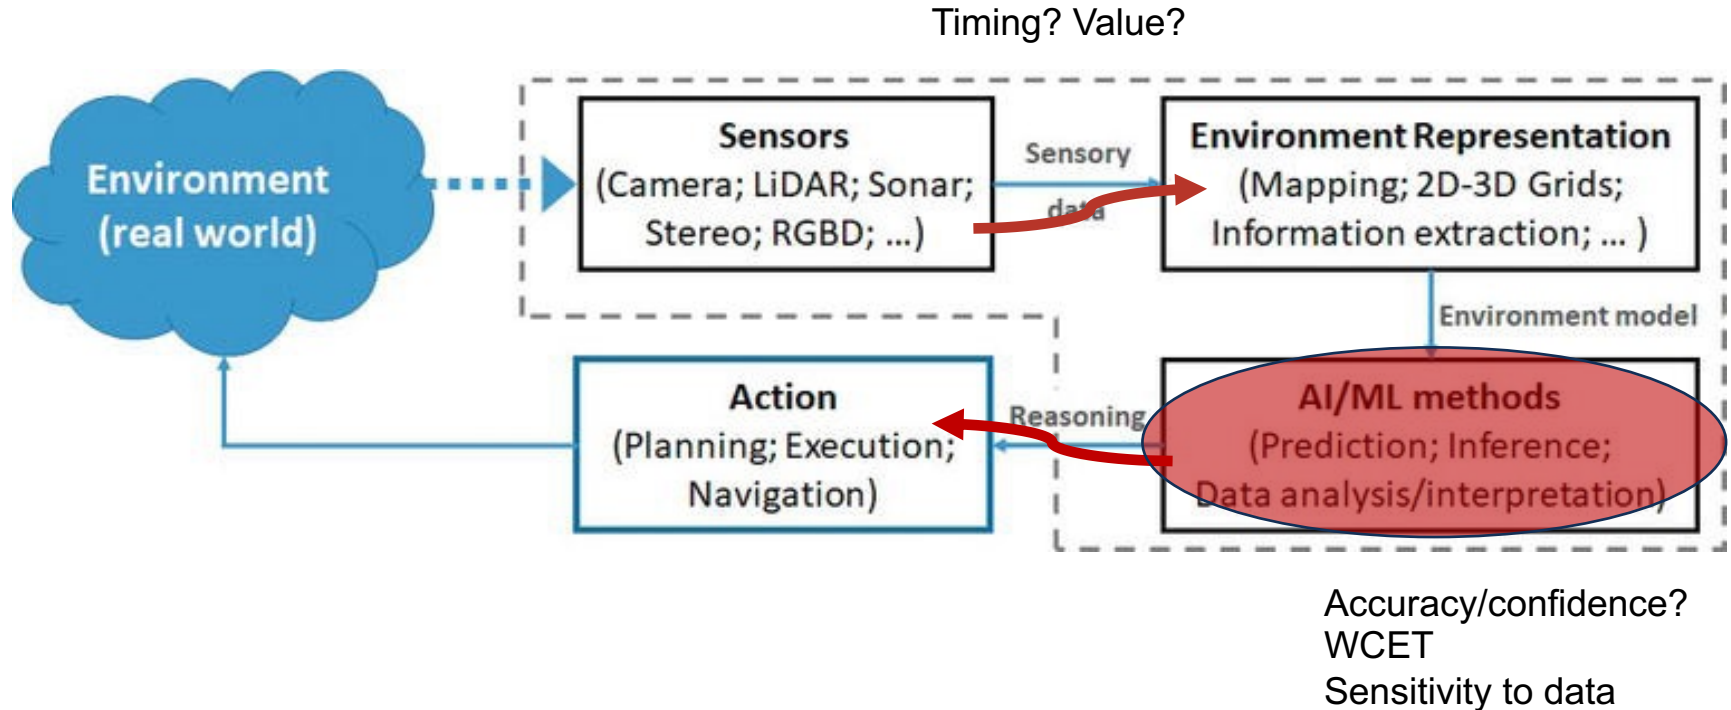 Timing? Value?
Environment
(real world)
Sensors
(Camera; LiDAR; Sonar;
Stereo; RGBD; ...)
Sensory
data
Environment Representation
(Mapping; 2D-3D Grids;
Information extraction; ... )
Environment model
AI/ML methods
(Prediction; Inference;
Data analysis/interpretation)
Reasoning
Action
(Planning; Execution;
Navigation)
Accuracy/confidence?
WCET
Sensitivity to data